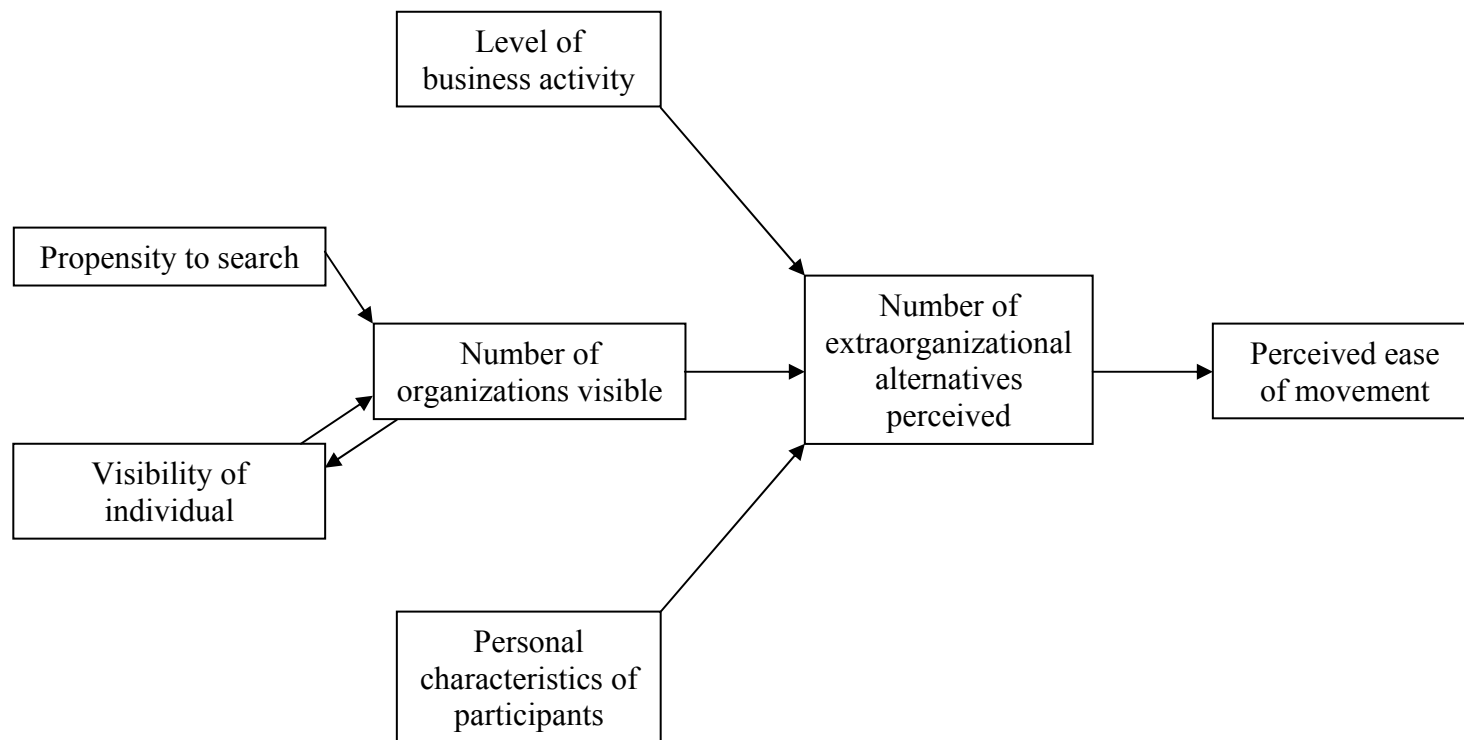 Level of
business activity
Propensity to search
Number of
organizations visible
Visibility of
individual
Number of
extraorganizational
alternatives
perceived
Perceived ease
of movement
Personal
characteristics of
participants